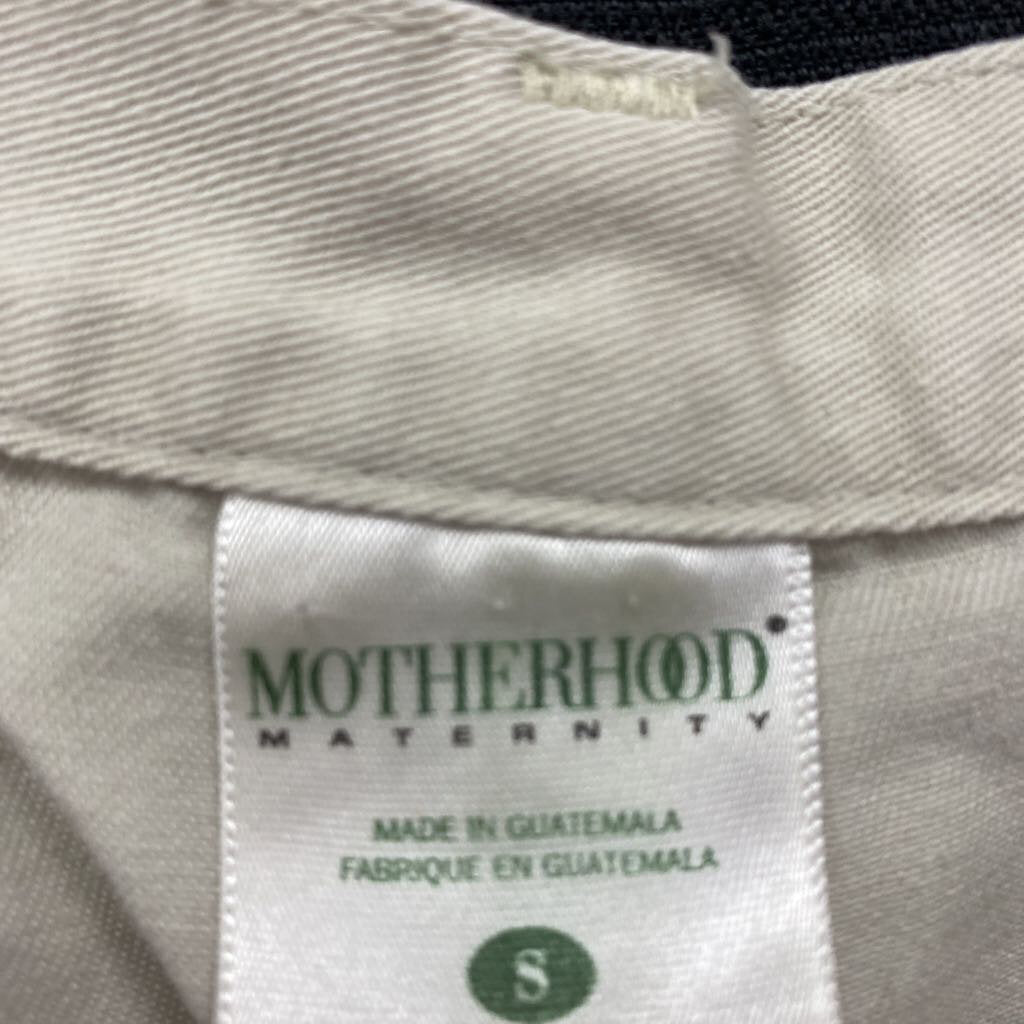 MOTHERHOOD
MATERNITY
MADE IN GUATEMALA
FABRIQUE EN GUATEMALA
S